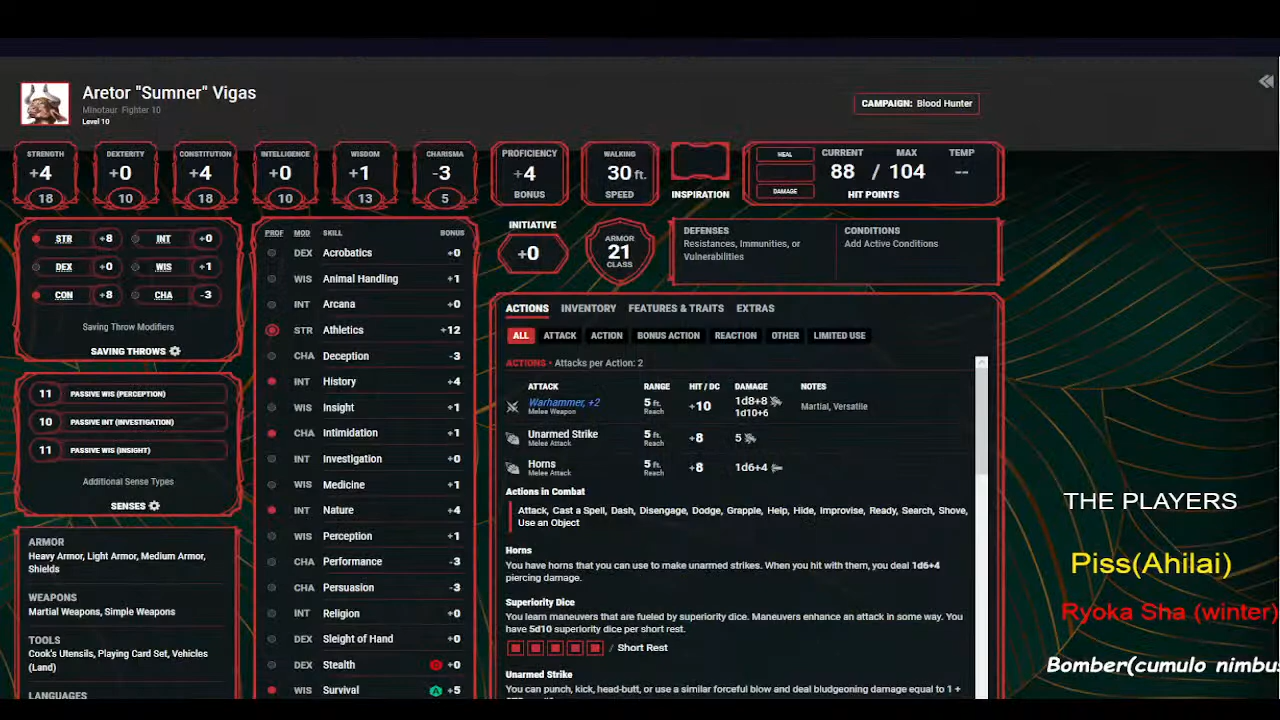 Aretor "Sumner" Vigas
Minotaur Fighter 10
Level 10
CAMPAIGN: Blood Hunter
STRENGTH
+4
18
DEXTERITY
+0
10
CONSTITUTION
+4
18
INTELLIGENCE
+0
10
WISDOM
+1
13
CHARISMA
-3
5
PROFICIENCY
+4
BONUS
WALKING
30 ft.
SPEED
INSPIRATION
HEAL
DAMAGE
CURRENT MAX TEMP
88 / 104 --
HIT POINTS
STR +8 INT +0
DEX +0 WIS +1
CON +8 CHA -3
Saving Throw Modifiers
SAVING THROWS
11 PASSIVE WIS (PERCEPTION)
10 PASSIVE INT (INVESTIGATION)
11 PASSIVE WIS (INSIGHT)
Additional Sense Types
SENSES
ARMOR
Heavy Armor, Light Armor, Medium Armor,
Shields
WEAPONS
Martial Weapons, Simple Weapons
TOOLS
Cook's Utensils, Playing Card Set, Vehicles
(Land)
LANGUAGES
PROF MOD SKILL BONUS
DEX Acrobatics +0
WIS Animal Handling +1
INT Arcana +0
STR Athletics +12
CHA Deception -3
INT History +4
WIS Insight +1
CHA Intimidation +1
INT Investigation +0
WIS Medicine +1
INT Nature +4
WIS Perception +1
CHA Performance -3
CHA Persuasion -3
INT Religion +0
DEX Sleight of Hand +0
DEX Stealth D +0
WIS Survival A +5
INITIATIVE
+0
ARMOR
21
CLASS
DEFENSES
Resistances, Immunities, or
Vulnerabilities
CONDITIONS
Add Active Conditions
ACTIONS INVENTORY FEATURES & TRAITS EXTRAS
ALL ATTACK ACTION BONUS ACTION REACTION OTHER LIMITED USE
ACTIONS • Attacks per Action: 2
ATTACK RANGE HIT / DC DAMAGE NOTES
Warhammer, +2 5 ft. +10 1d8+8 Martial, Versatile
Melee Weapon Reach 1d10+6
Unarmed Strike 5 ft. +8 5
Melee Attack Reach
Horns 5 ft. +8 1d6+4
Melee Attack Reach
Actions in Combat
Attack, Cast a Spell, Dash, Disengage, Dodge, Grapple, Help, Hide, Improvise, Ready, Search, Shove,
Use an Object
Horns
You have horns that you can use to make unarmed strikes. When you hit with them, you deal 1d6+4
piercing damage.
Superiority Dice
You learn maneuvers that are fueled by superiority dice. Maneuvers enhance an attack in some way. You
have 5d10 superiority dice per short rest.
/ Short Rest
Unarmed Strike
You can punch, kick, head-butt, or use a similar forceful blow and deal bludgeoning damage equal to 1 +
THE PLAYERS
Piss(Ahilai)
Ryoka Sha (winter)
Bomber(cumulo nimbus